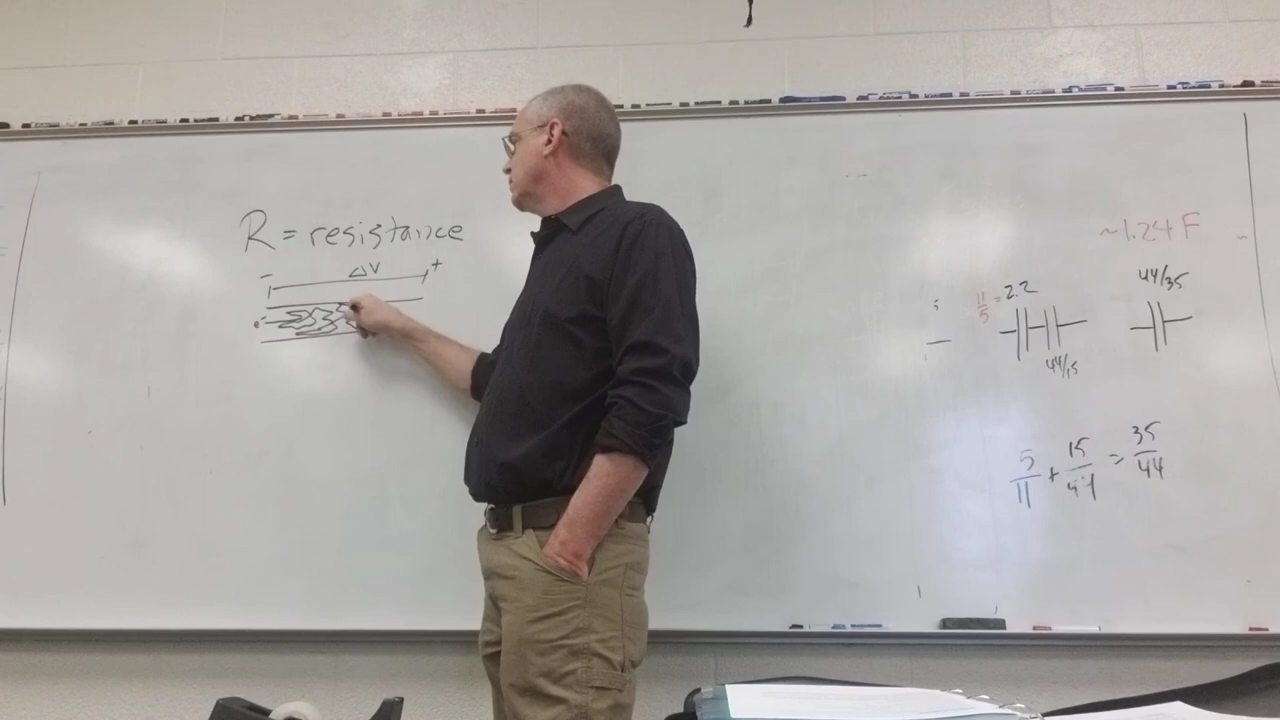 R = resistance
- ΔV +
e-
~1.24 F
11/5 = 2.2
44/15
44/35
5/11 + 15/44 = 35/44